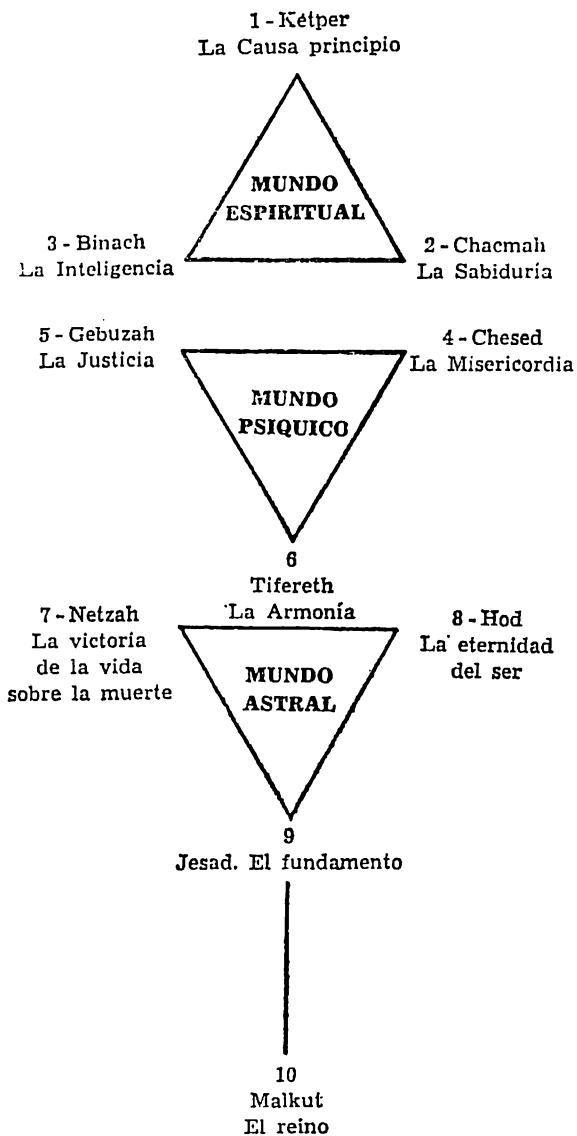 1 - Kétper
La Causa principio
MUNDO
ESPIRITUAL
3 - Binach
La Inteligencia
2 - Chacmah
La Sabiduría
5 - Gebuzah
La Justicia
4 - Chesed
La Misericordia
MUNDO
PSIQUICO
6
Tifereth
La Armonía
7 - Netzah
La victoria
de la vida
sobre la muerte
8 - Hod
La eternidad
del ser
MUNDO
ASTRAL
9
Jesad. El fundamento
10
Malkut
El reino